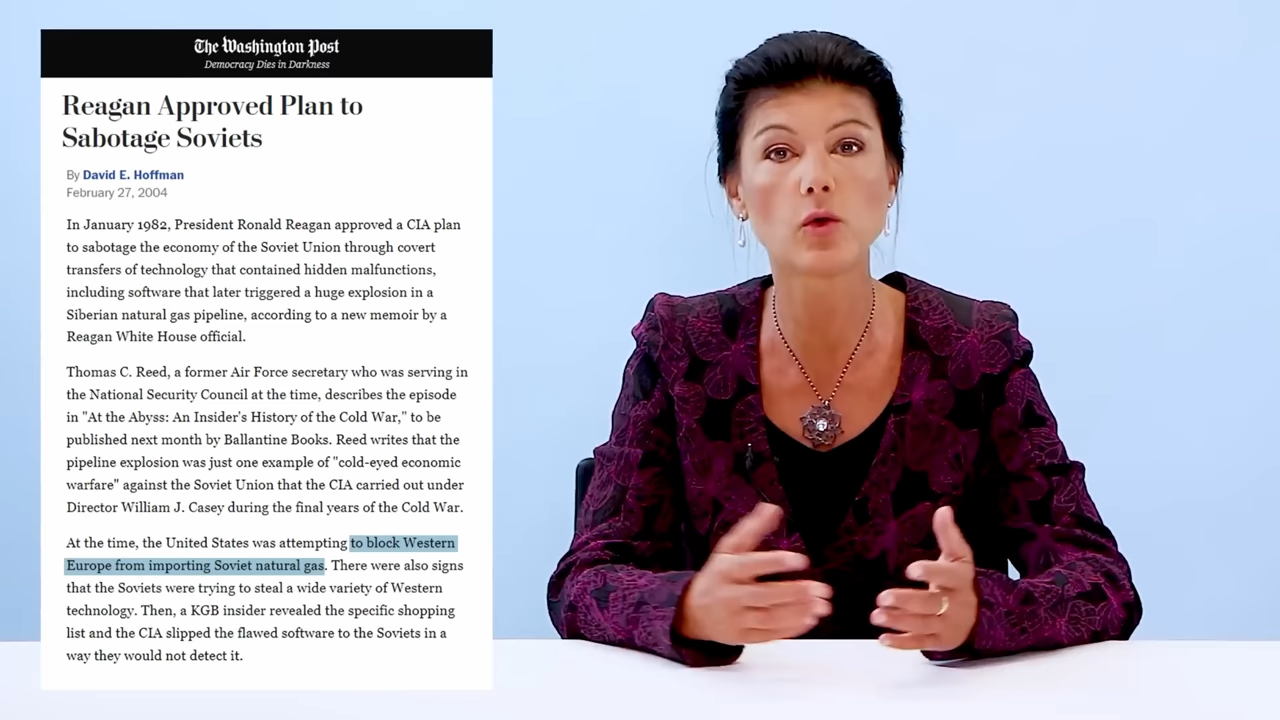 The Washington Post
Democracy Dies in Darkness
Reagan Approved Plan to
Sabotage Soviets
By David E. Hoffman
February 27, 2004
In January 1982, President Ronald Reagan approved a CIA plan
to sabotage the economy of the Soviet Union through covert
transfers of technology that contained hidden malfunctions,
including software that later triggered a huge explosion in a
Siberian natural gas pipeline, according to a new memoir by a
Reagan White House official.
Thomas C. Reed, a former Air Force secretary who was serving in
the National Security Council at the time, describes the episode
in "At the Abyss: An Insider's History of the Cold War," to be
published next month by Ballantine Books. Reed writes that the
pipeline explosion was just one example of "cold-eyed economic
warfare" against the Soviet Union that the CIA carried out under
Director William J. Casey during the final years of the Cold War.
At the time, the United States was attempting to block Western
Europe from importing Soviet natural gas. There were also signs
that the Soviets were trying to steal a wide variety of Western
technology. Then, a KGB insider revealed the specific shopping
list and the CIA slipped the flawed software to the Soviets in a
way they would not detect it.